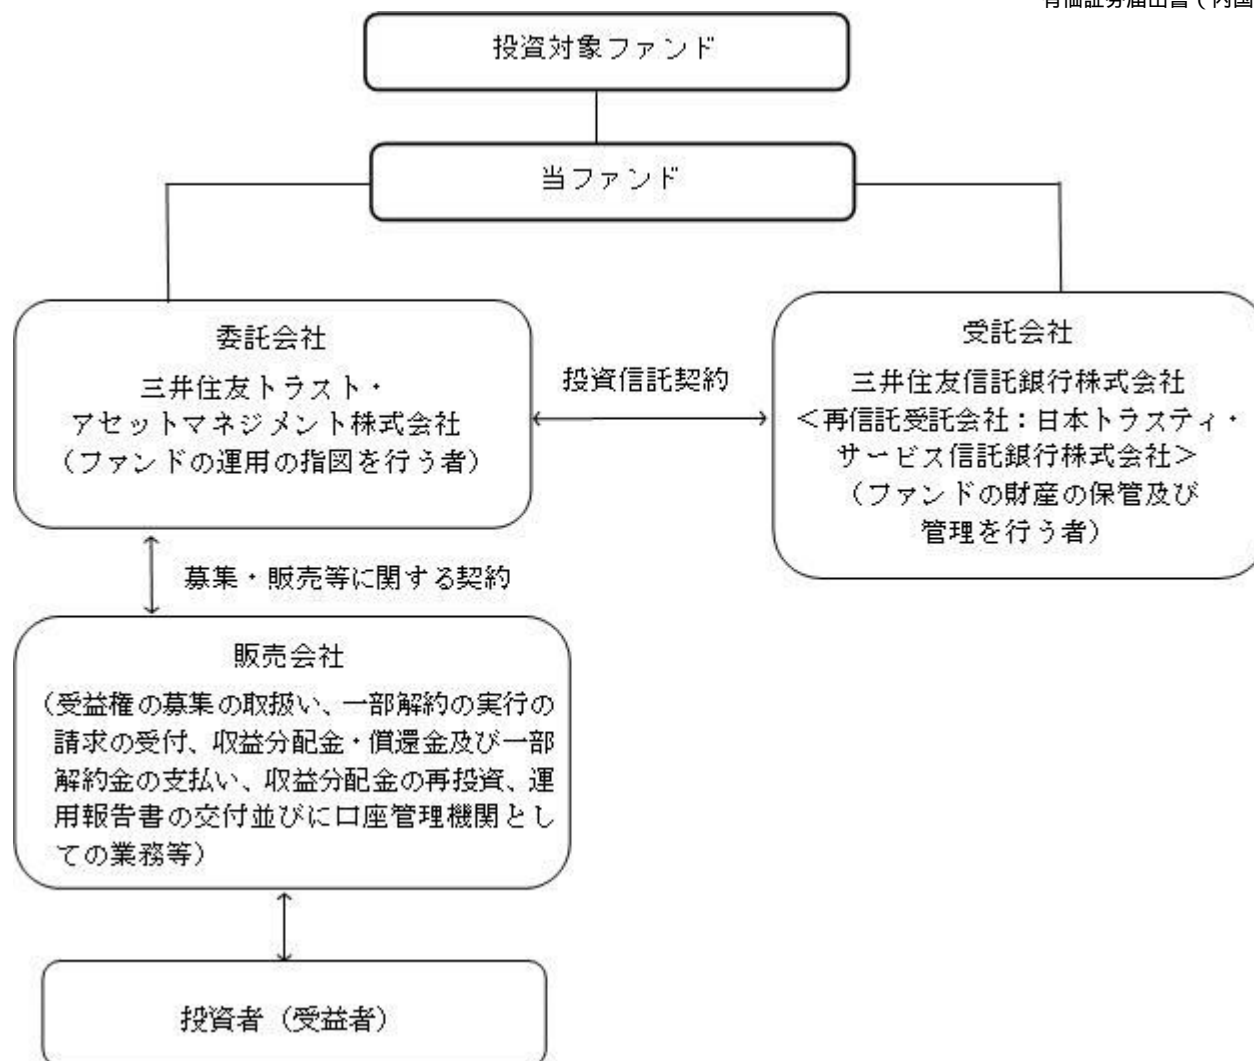 有価証券届出書（内国
投資対象ファンド
当ファンド
委託会社
三井住友トラスト・
アセットマネジメント株式会社
（ファンドの運用の指図を行う者）
投資信託契約
受託会社
三井住友信託銀行株式会社
＜再信託受託会社：日本トラスティ・
サービス信託銀行株式会社＞
（ファンドの財産の保管及び
管理を行う者）
募集・販売等に関する契約
販売会社
（受益権の募集の取扱い、一部解約の実行の
請求の受付、収益分配金・償還金及び一部
解約金の支払い、収益分配金の再投資、運
用報告書の交付並びに口座管理機関とし
ての業務等）
投資者（受益者）